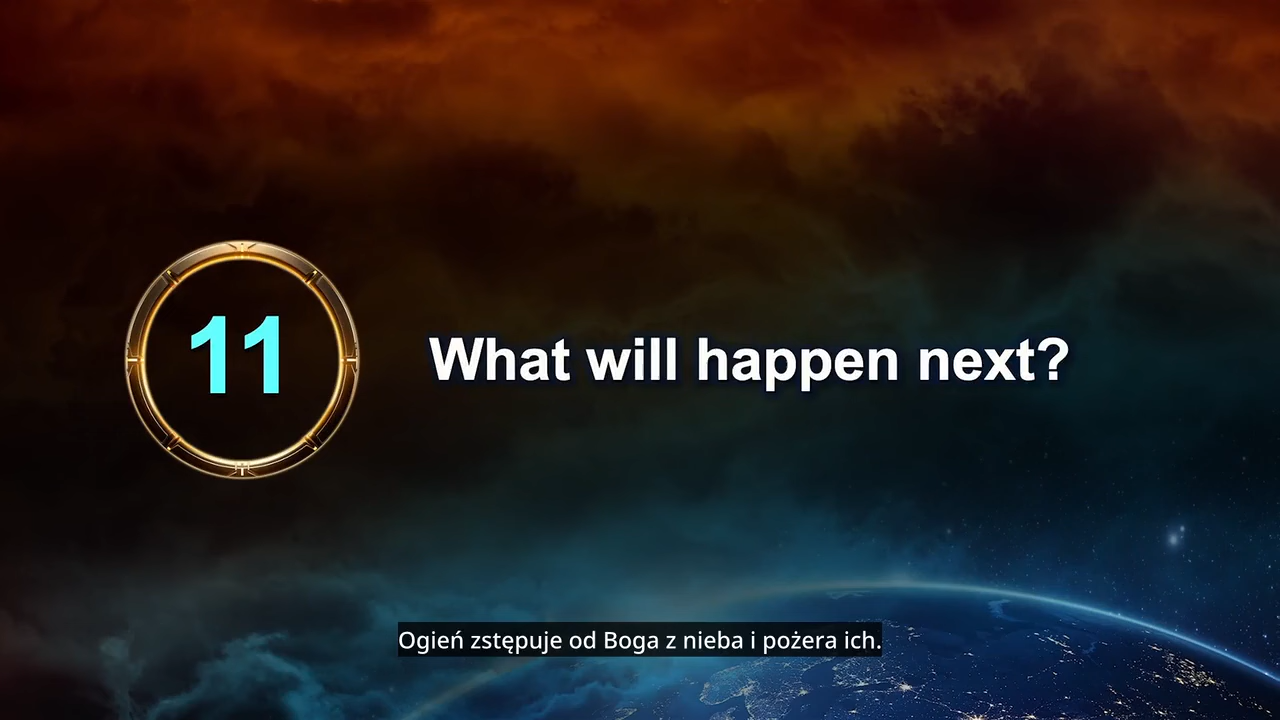 11
What will happen next?
Ogień zstępuje od Boga z nieba i pożera ich.